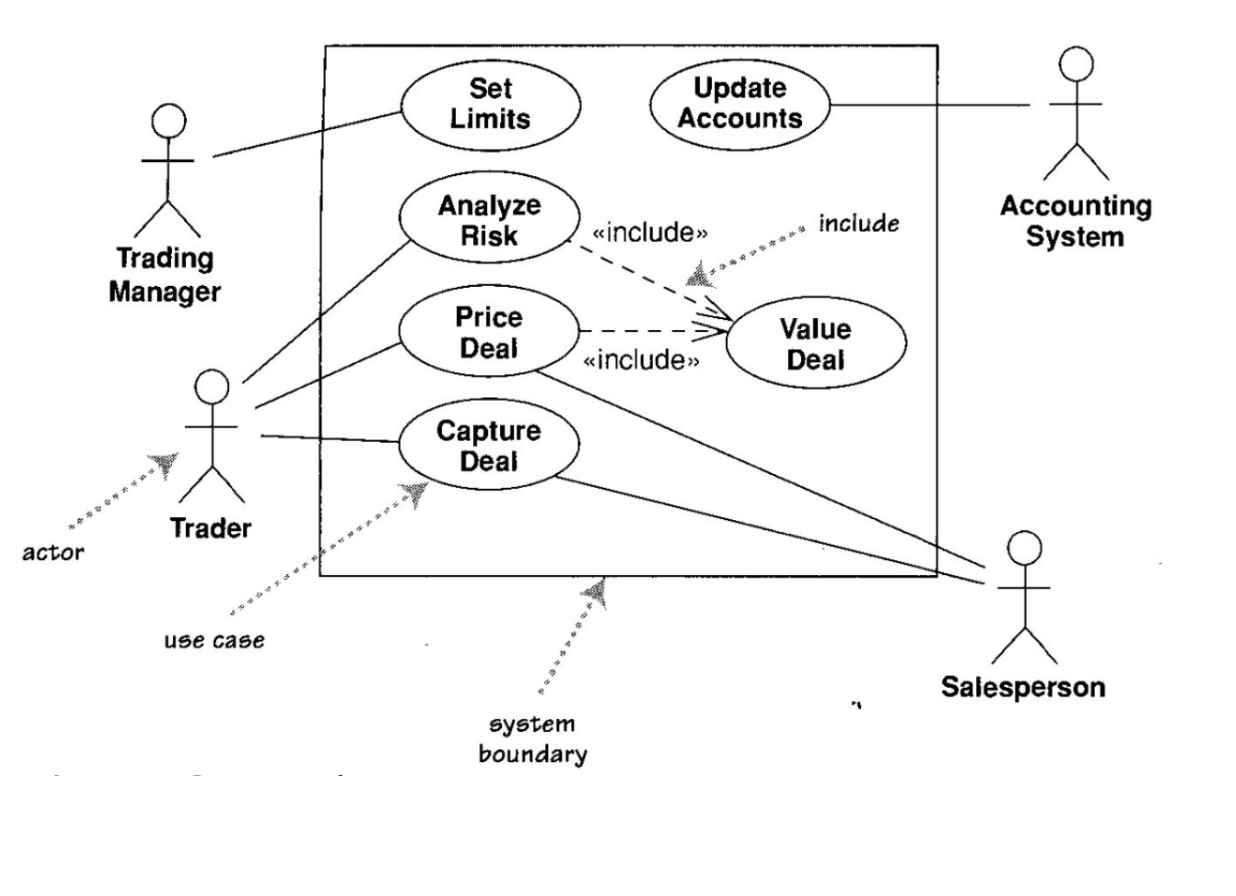 Set
Limits
Update
Accounts
Trading
Manager
Accounting
System
Analyze
Risk
«include»
include
Price
Deal
«include»
Value
Deal
Capture
Deal
Trader
actor
use case
Salesperson
system
boundary